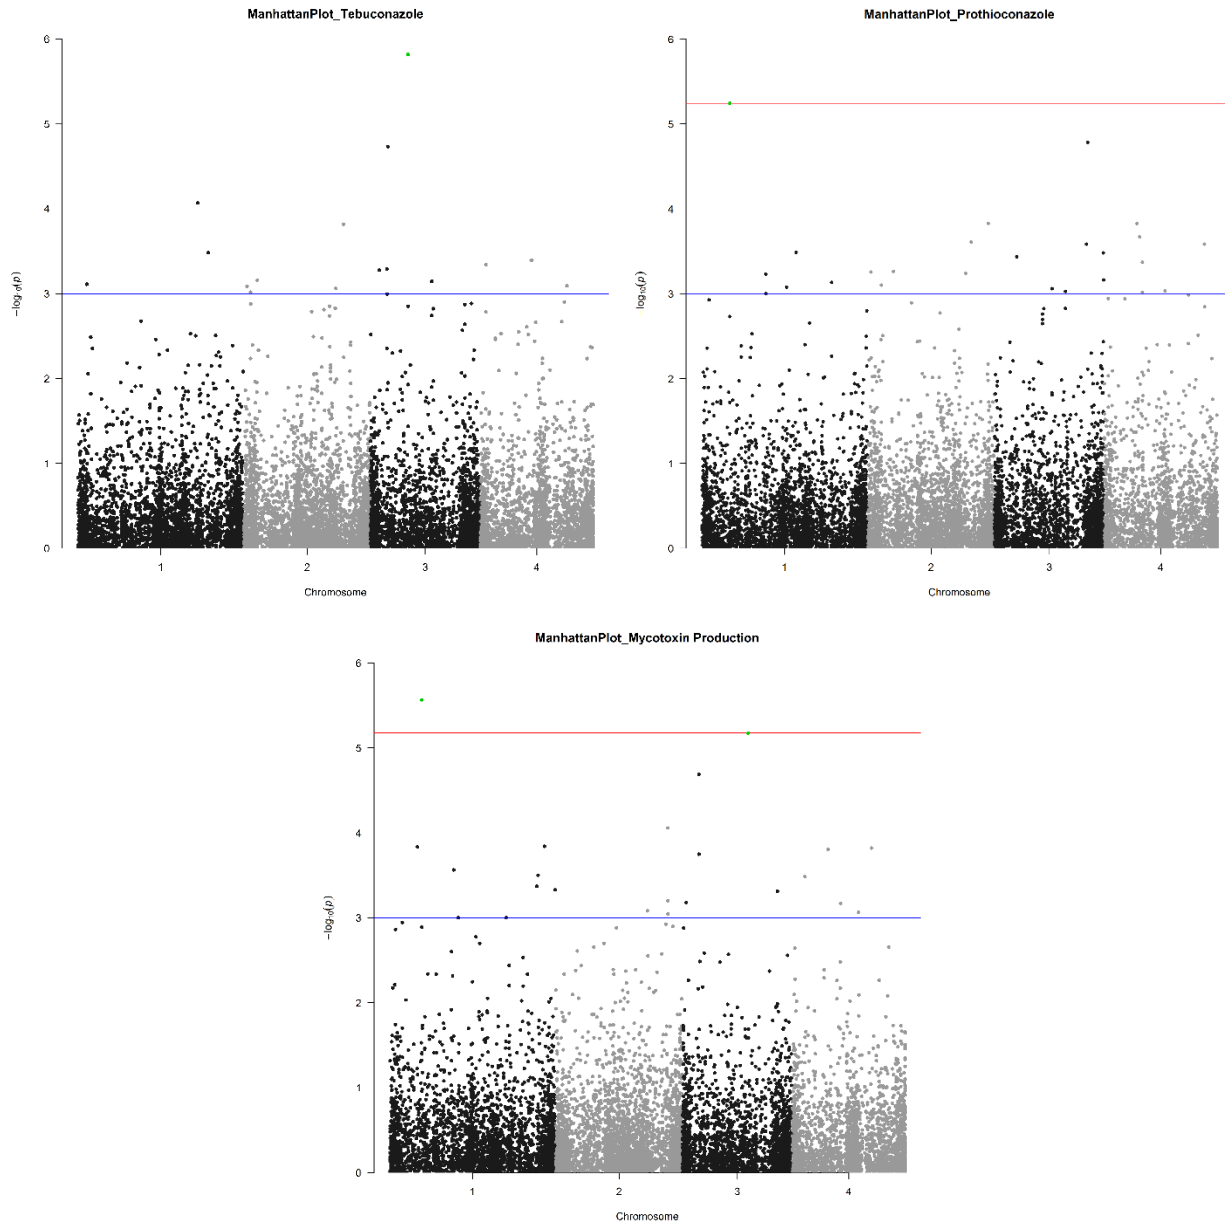 ManhattanPlot_Tebuconazole
6
5
4
3
2
1
0
−log₁₀(p)
1 2 3 4
Chromosome
ManhattanPlot_Prothioconazole
6
5
4
3
2
1
0
log₁₀(p)
1 2 3 4
Chromosome
ManhattanPlot_Mycotoxin Production
6
5
4
3
2
1
0
−log₁₀(p)
1 2 3 4
Chromosome